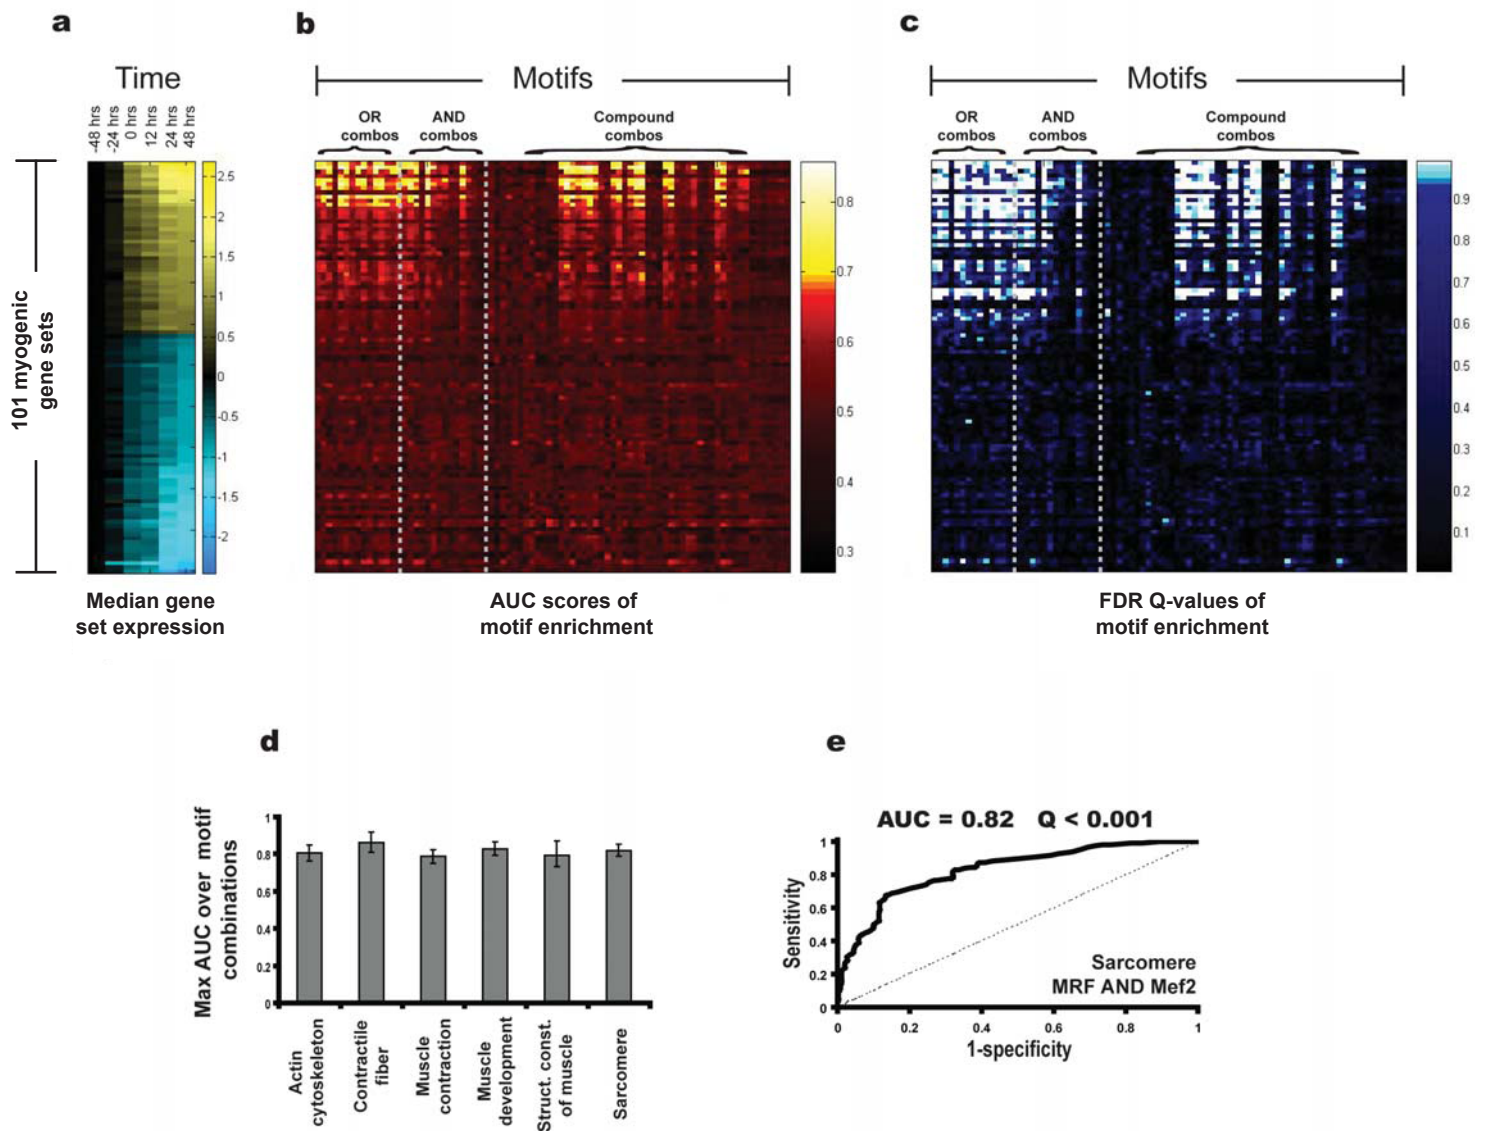 a
b
c
Time
-48 hrs
-24 hrs
0 hrs
12 hrs
24 hrs
48 hrs
101 myogenic
gene sets
2.5
2
1.5
1
0.5
0
-0.5
-1
-1.5
-2
Median gene
set expression
Motifs
OR
combos
AND
combos
Compound
combos
0.8
0.7
0.6
0.5
0.4
0.3
AUC scores of
motif enrichment
Motifs
OR
combos
AND
combos
Compound
combos
0.9
0.8
0.7
0.6
0.5
0.4
0.3
0.2
0.1
FDR Q-values of
motif enrichment
d
Max AUC over motif
combinations
1
0.8
0.6
0.4
0.2
0
Actin
cytoskeleton
Contractile
fiber
Muscle
contraction
Muscle
development
Struct. const.
of muscle
Sarcomere
e
AUC = 0.82 Q < 0.001
Sensitivity
1
0.8
0.6
0.4
0.2
0
Sarcomere
MRF AND Mef2
0
0.2
0.4
0.6
0.8
1
1-specificity